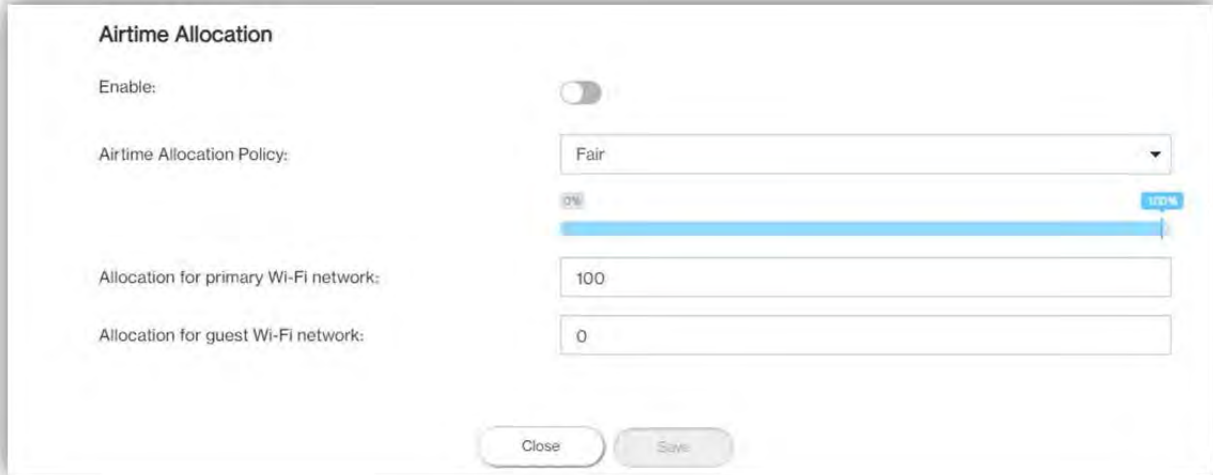 Airtime Allocation
Enable:
Airtime Allocation Policy:
Fair
0%
100%
Allocation for primary Wi-Fi network:
100
Allocation for guest Wi-Fi network:
0
Close
Save